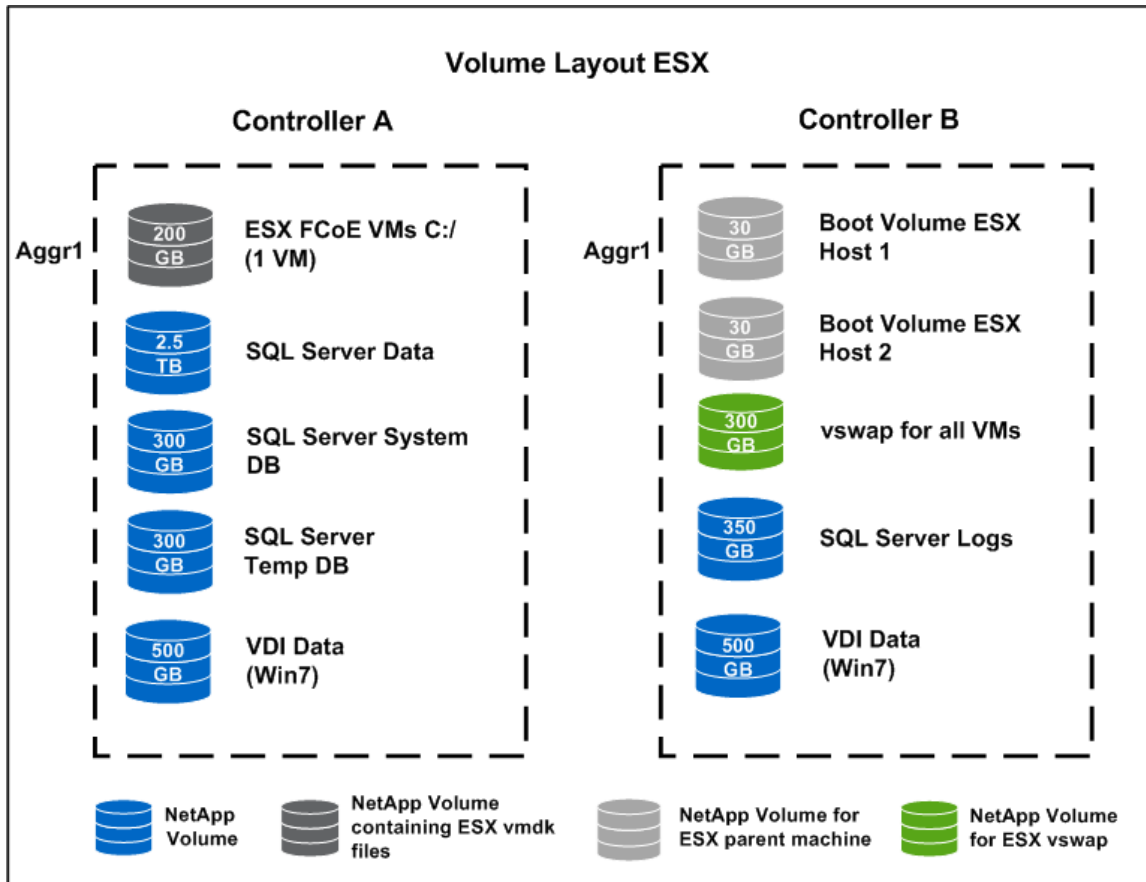 Volume Layout ESX
Controller A
Aggr1
200
GB
ESX FCoE VMs C:/
(1 VM)
2.5
TB
SQL Server Data
300
GB
SQL Server System
DB
300
GB
SQL Server
Temp DB
500
GB
VDI Data
(Win7)
Controller B
Aggr1
30
GB
Boot Volume ESX
Host 1
30
GB
Boot Volume ESX
Host 2
300
GB
vswap for all VMs
350
GB
SQL Server Logs
500
GB
VDI Data
(Win7)
NetApp
Volume
NetApp Volume
containing ESX vmdk
files
NetApp Volume for
ESX parent machine
NetApp Volume
for ESX vswap